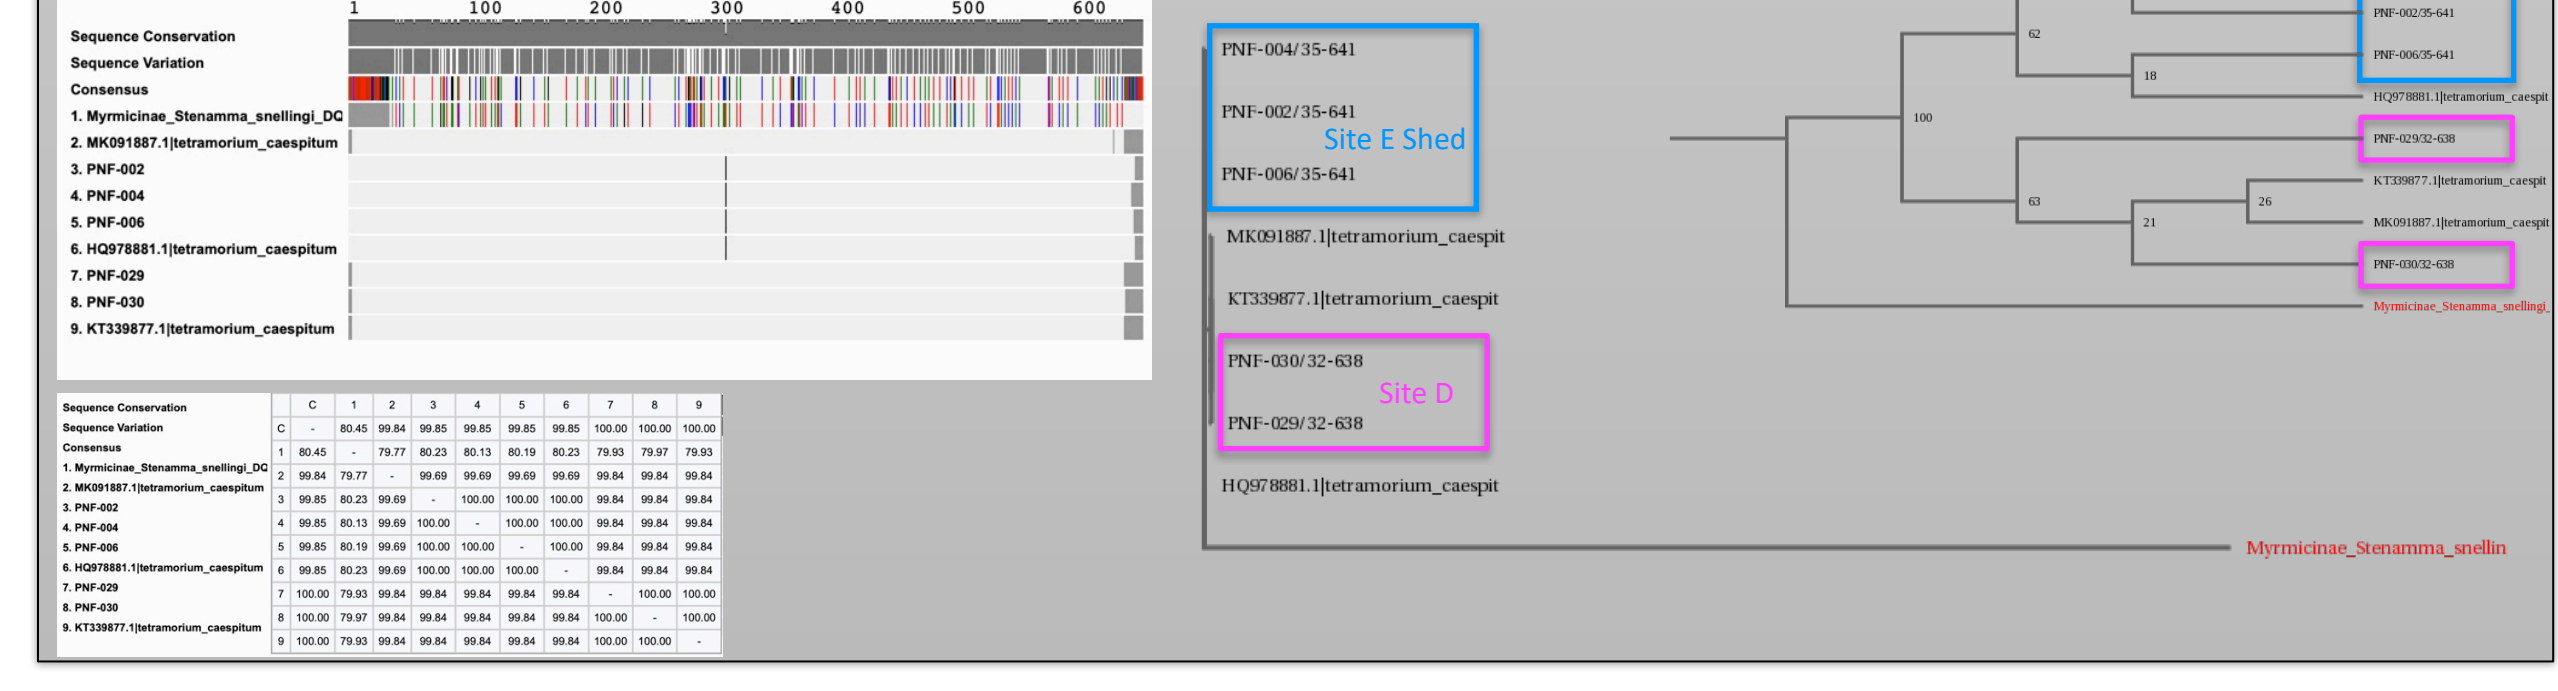 1 100 200 300 400 500 600
Sequence Conservation
Sequence Variation
Consensus
1. Myrmicinae_Stenamma_snellingi_DQ
2. MK091887.1|tetramorium_caespitum
3. PNF-002
4. PNF-004
5. PNF-006
6. HQ978881.1|tetramorium_caespitum
7. PNF-029
8. PNF-030
9. KT339877.1|tetramorium_caespitum
Sequence Conservation
Sequence Variation
Consensus
1. Myrmicinae_Stenamma_snellingi_DQ
2. MK091887.1|tetramorium_caespitum
3. PNF-002
4. PNF-004
5. PNF-006
6. HQ978881.1|tetramorium_caespitum
7. PNF-029
8. PNF-030
9. KT339877.1|tetramorium_caespitum
C 1 2 3 4 5 6 7 8 9
C - 80.45 99.84 99.85 99.85 99.85 99.85 100.00 100.00 100.00
1 80.45 - 79.77 80.23 80.13 80.19 80.23 79.93 79.97 79.93
2 99.84 79.77 - 99.69 99.69 99.69 99.69 99.84 99.84 99.84
3 99.85 80.23 99.69 - 100.00 100.00 100.00 99.84 99.84 99.84
4 99.85 80.13 99.69 100.00 - 100.00 100.00 99.84 99.84 99.84
5 99.85 80.19 99.69 100.00 100.00 - 100.00 99.84 99.84 99.84
6 99.85 80.23 99.69 100.00 100.00 100.00 - 99.84 99.84 99.84
7 100.00 79.93 99.84 99.84 99.84 99.84 99.84 - 100.00 100.00
8 100.00 79.97 99.84 99.84 99.84 99.84 99.84 100.00 - 100.00
9 100.00 79.93 99.84 99.84 99.84 99.84 99.84 100.00 100.00 -
PNF-004/35-641
PNF-002/35-641
Site E Shed
PNF-006/35-641
MK091887.1|tetramorium_caespit
KT339877.1|tetramorium_caespit
PNF-030/32-638
Site D
PNF-029/32-638
HQ978881.1|tetramorium_caespit
Myrmicinae_Stenamma_snellin
PNF-002/35-641
62
PNF-006/35-641
18
HQ978881.1|tetramorium_caespit
100
PNF-029/32-638
KT339877.1|tetramorium_caespit
63
26
MK091887.1|tetramorium_caespit
21
PNF-030/32-638
Myrmicinae_Stenamma_snellingi_